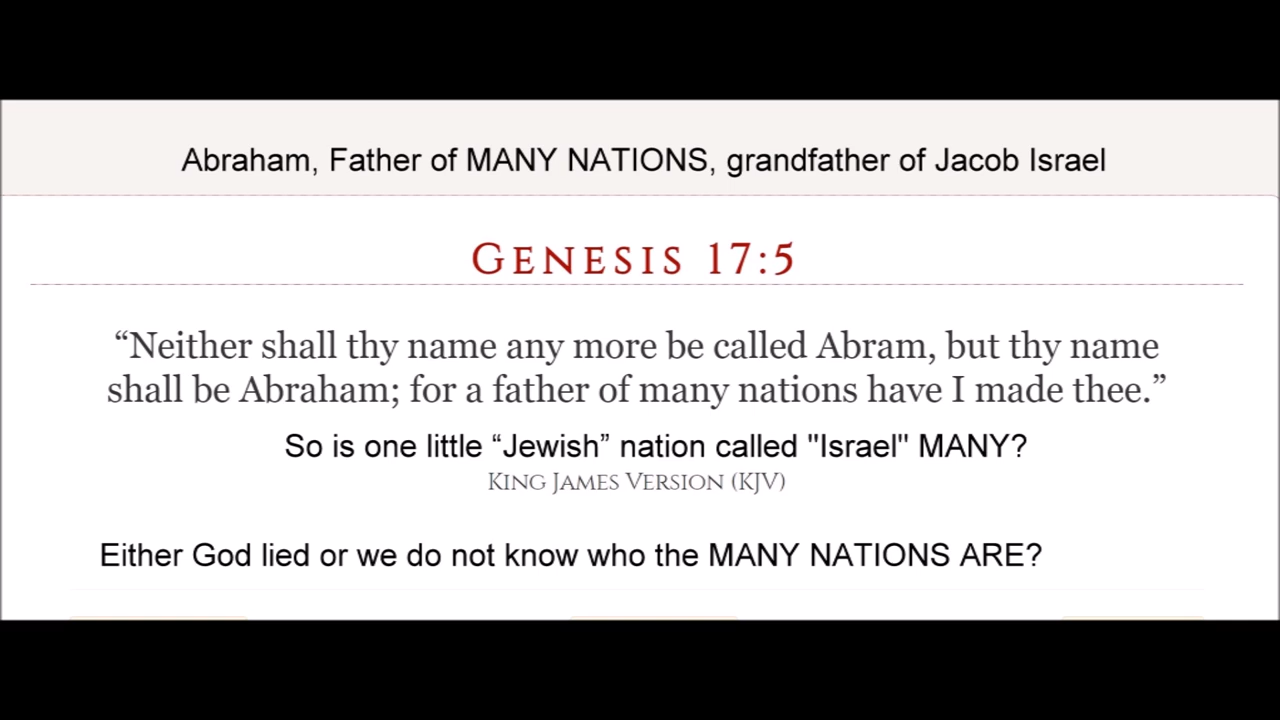 Abraham, Father of MANY NATIONS, grandfather of Jacob Israel
GENESIS 17:5
“Neither shall thy name any more be called Abram, but thy name
shall be Abraham; for a father of many nations have I made thee.”
So is one little “Jewish” nation called "Israel" MANY?
KING JAMES VERSION (KJV)
Either God lied or we do not know who the MANY NATIONS ARE?